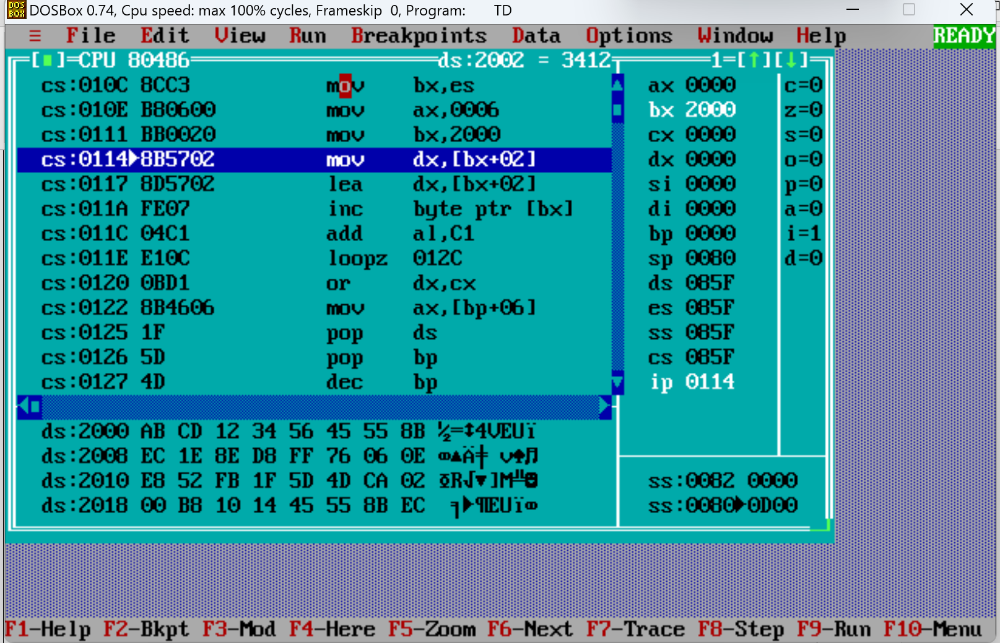 DOS BOX DOSBox 0.74, Cpu speed: max 100% cycles, Frameskip 0, Program: TD
≡ File Edit View Run Breakpoints Data Options Window Help READY
[■]=CPU 80486 ds:2002 = 3412 1=[↑][↓]
cs:010C 8CC3 mov bx,es ax 0000 c=0
cs:010E B80600 mov ax,0006 bx 2000 z=0
cs:0111 BB0020 mov bx,2000 cx 0000 s=0
cs:0114►8B5702 mov dx,[bx+02] dx 0000 o=0
cs:0117 8D5702 lea dx,[bx+02] si 0000 p=0
cs:011A FE07 inc byte ptr [bx] di 0000 a=0
cs:011C 04C1 add al,C1 bp 0000 i=1
cs:011E E10C loopz 012C sp 0080 d=0
cs:0120 0BD1 or dx,cx ds 085F
cs:0122 8B4606 mov ax,[bp+06] es 085F
cs:0125 1F pop ds ss 085F
cs:0126 5D pop bp cs 085F
cs:0127 4D dec bp ip 0114
ds:2000 AB CD 12 34 56 45 55 8B ½=↕4VEUï
ds:2008 EC 1E 8E D8 FF 76 06 0E ∞▲Ä╪ v♠♫
ds:2010 E8 52 FB 1F 5D 4D CA 02 ΦR√▼]M╩☻ ss:0082 0000
ds:2018 00 B8 10 14 45 55 8B EC ╕►¶EUï∞ ss:0080►0D00
F1-Help F2-Bkpt F3-Mod F4-Here F5-Zoom F6-Next F7-Trace F8-Step F9-Run F10-Menu